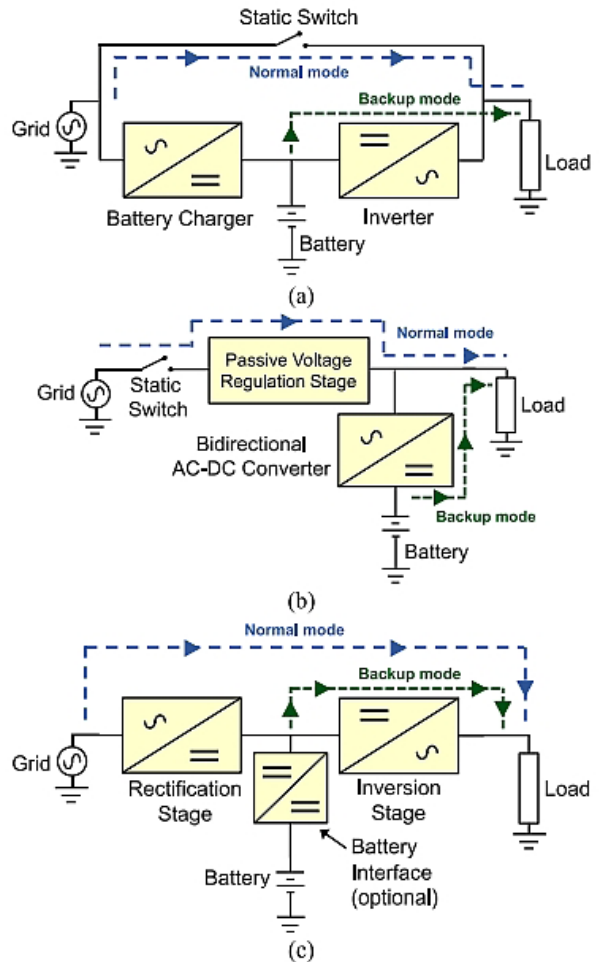 Static Switch
Normal mode
Backup mode
Grid
Load
Battery Charger
Inverter
Battery
(a)
Normal mode
Passive Voltage
Regulation Stage
Grid
Static
Switch
Load
Bidirectional
AC-DC Converter
Backup mode
Battery
(b)
Normal mode
Backup mode
Grid
Rectification
Stage
Inversion
Stage
Load
Battery
Battery
Interface
(optional)
(c)